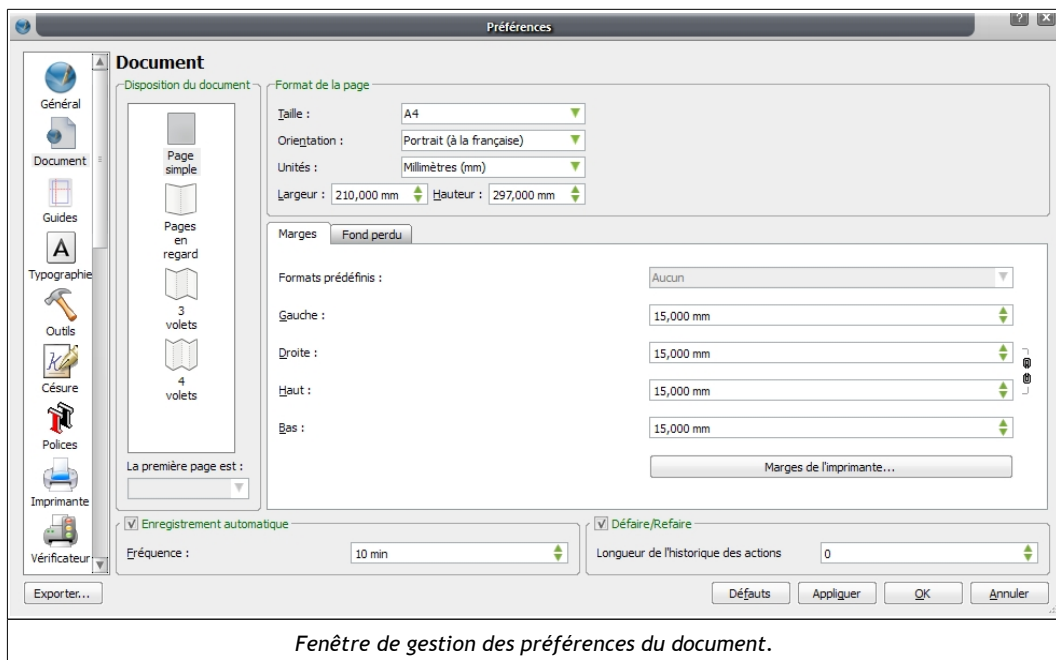 Préférences
Général
Document
Guides
Typographie
Outils
Césure
Polices
Imprimante
Vérificateur
Exporter...
Document
Disposition du document
Page
simple
Pages
en
regard
3
volets
4
volets
La première page est :
Format de la page
Taille : A4
Orientation : Portrait (à la française)
Unités : Millimètres (mm)
Largeur : 210,000 mm Hauteur : 297,000 mm
Marges Fond perdu
Formats prédéfinis : Aucun
Gauche : 15,000 mm
Droite : 15,000 mm
Haut : 15,000 mm
Bas : 15,000 mm
Marges de l'imprimante...
Enregistrement automatique
Fréquence : 10 min
Défaire/Refaire
Longueur de l'historique des actions 0
Défauts Appliquer OK Annuler
Fenêtre de gestion des préférences du document.